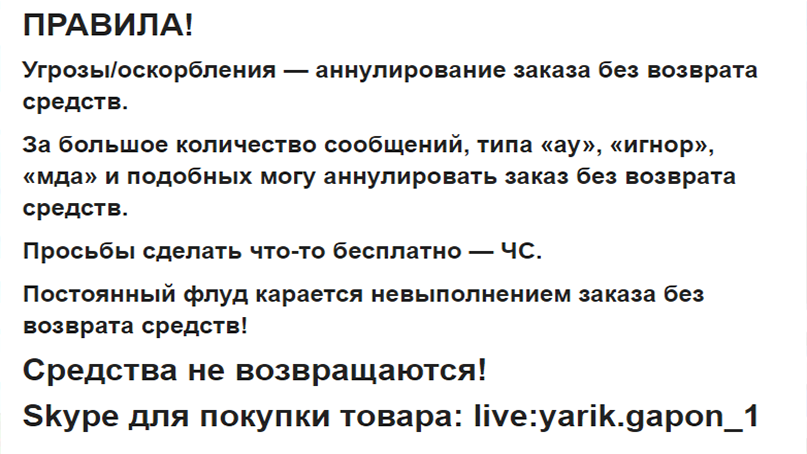 ПРАВИЛА!
Угрозы/оскорбления — аннулирование заказа без возврата
средств.
За большое количество сообщений, типа «ау», «игнор»,
«мда» и подобных могу аннулировать заказ без возврата
средств.
Просьбы сделать что-то бесплатно — ЧС.
Постоянный флуд карается невыполнением заказа без
возврата средств!
Средства не возвращаются!
Skype для покупки товара: live:yarik.gapon_1